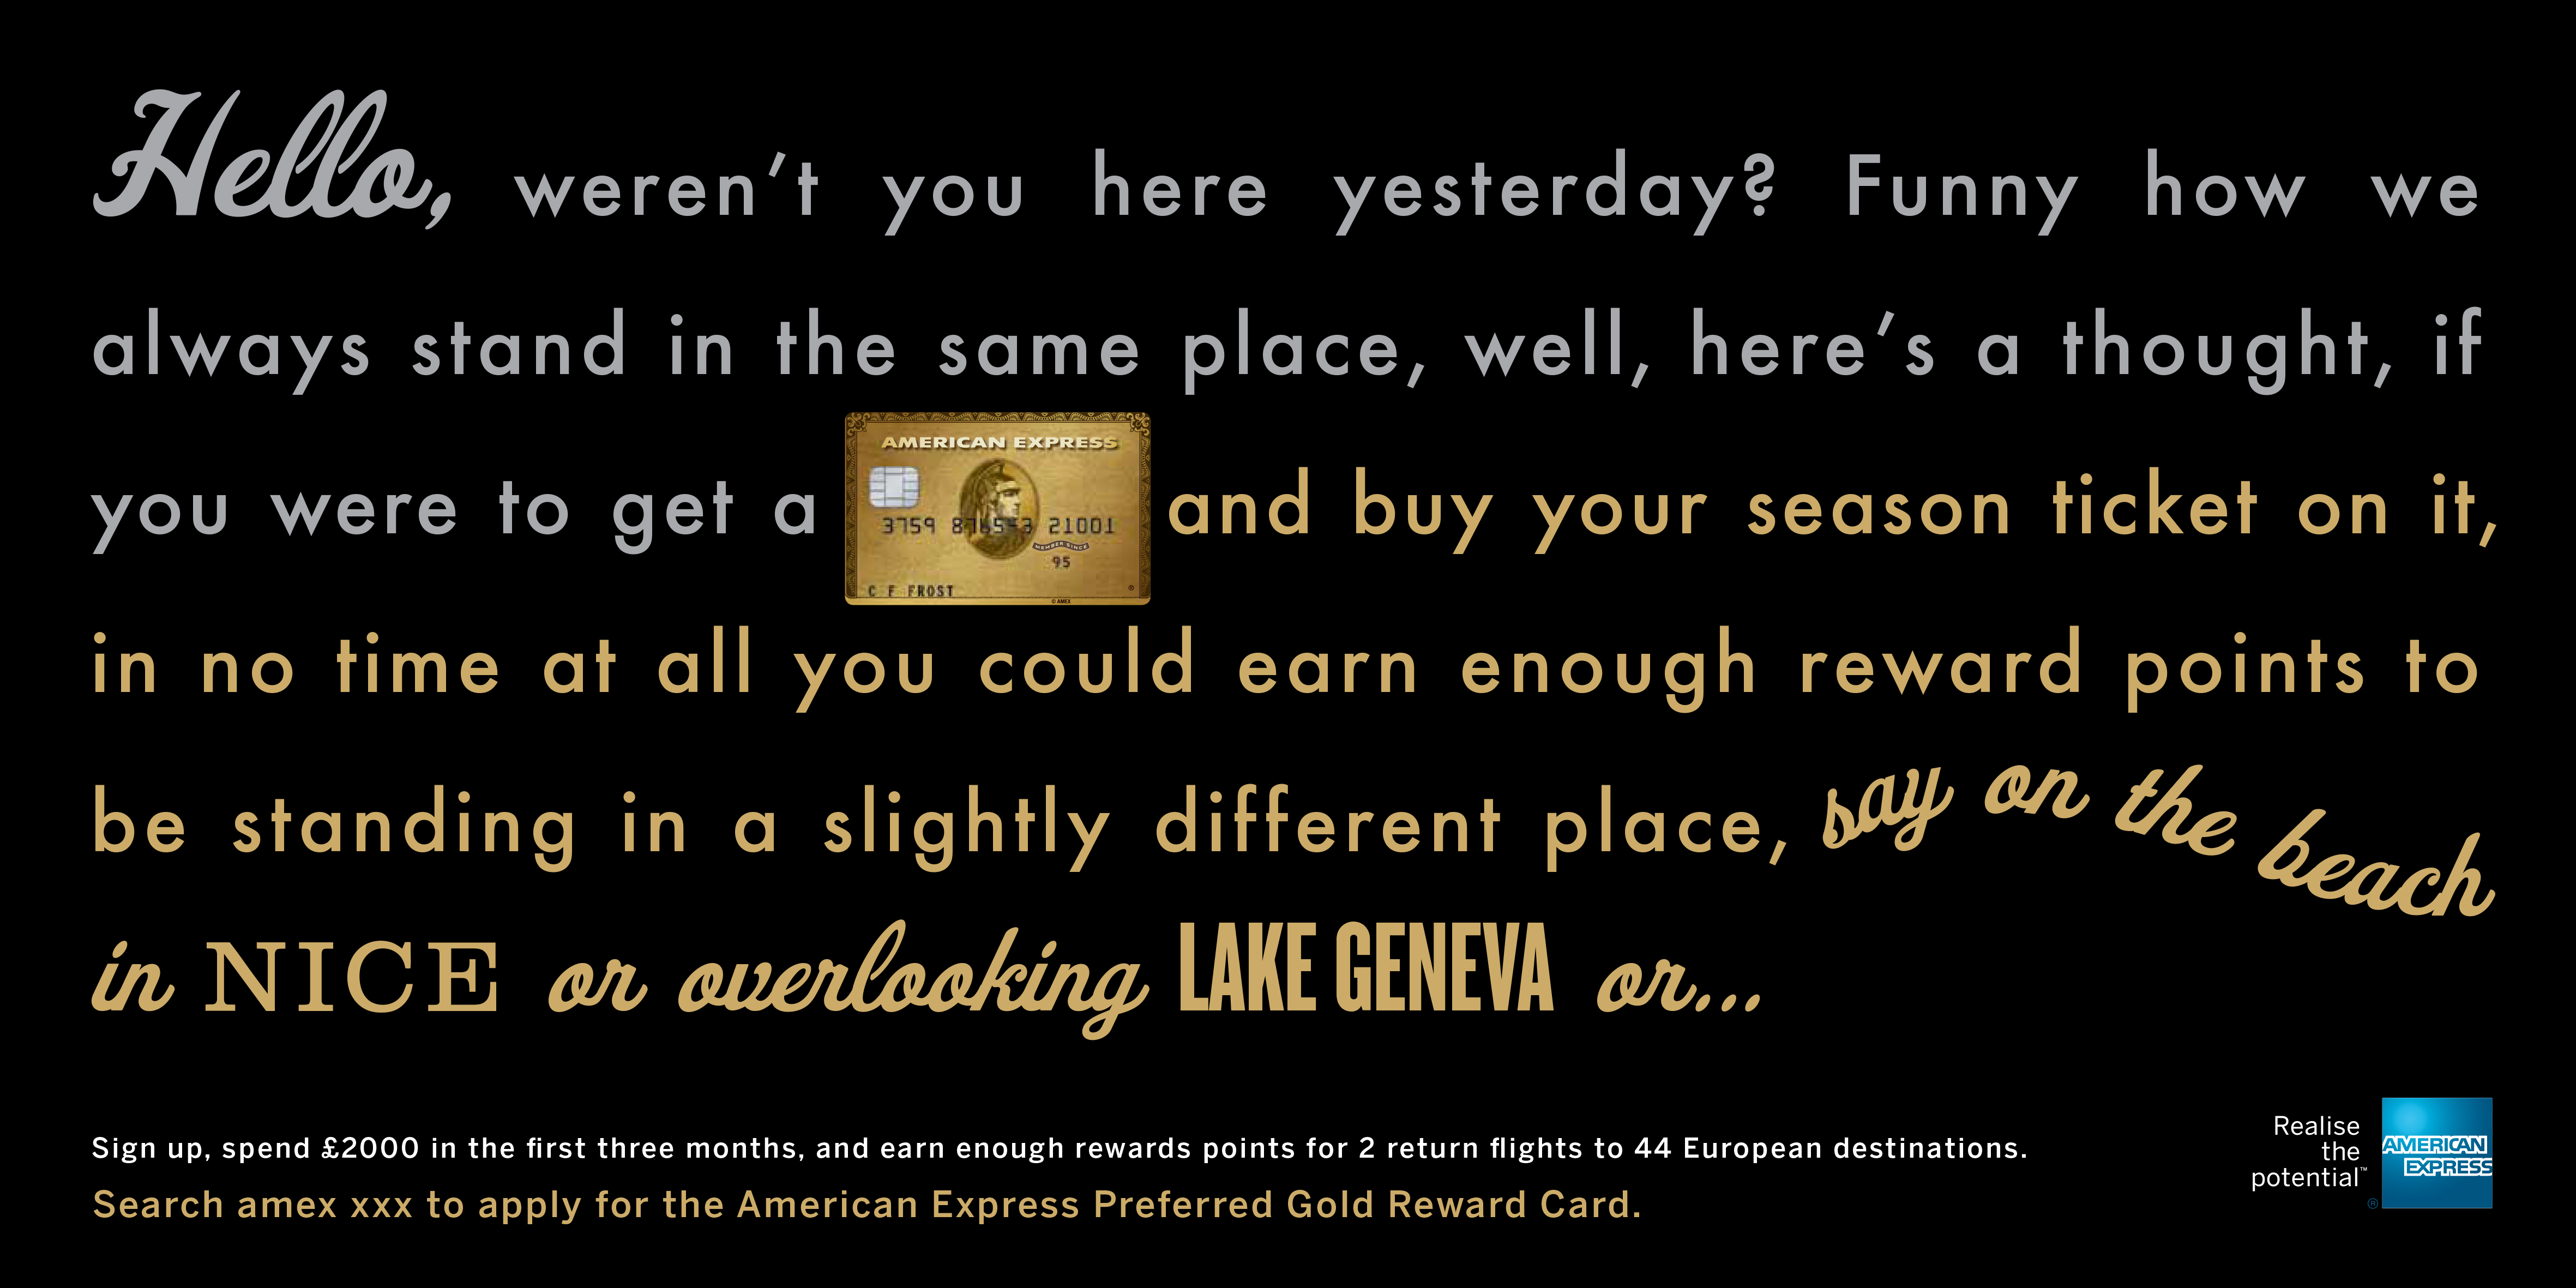 Hello, weren't you here yesterday? Funny how we
always stand in the same place, well, here's a thought, if
you were to get a
AMERICAN EXPRESS
3759 876543 21001
MEMBER SINCE
95
C F FROST
© AMEX
and buy your season ticket on it,
in no time at all you could earn enough reward points to
be standing in a slightly different place, say on the beach
in NICE or overlooking LAKE GENEVA or...
Sign up, spend £2000 in the first three months, and earn enough rewards points for 2 return flights to 44 European destinations.
Search amex xxx to apply for the American Express Preferred Gold Reward Card.
Realise
the
potential™
AMERICAN
EXPRESS
®